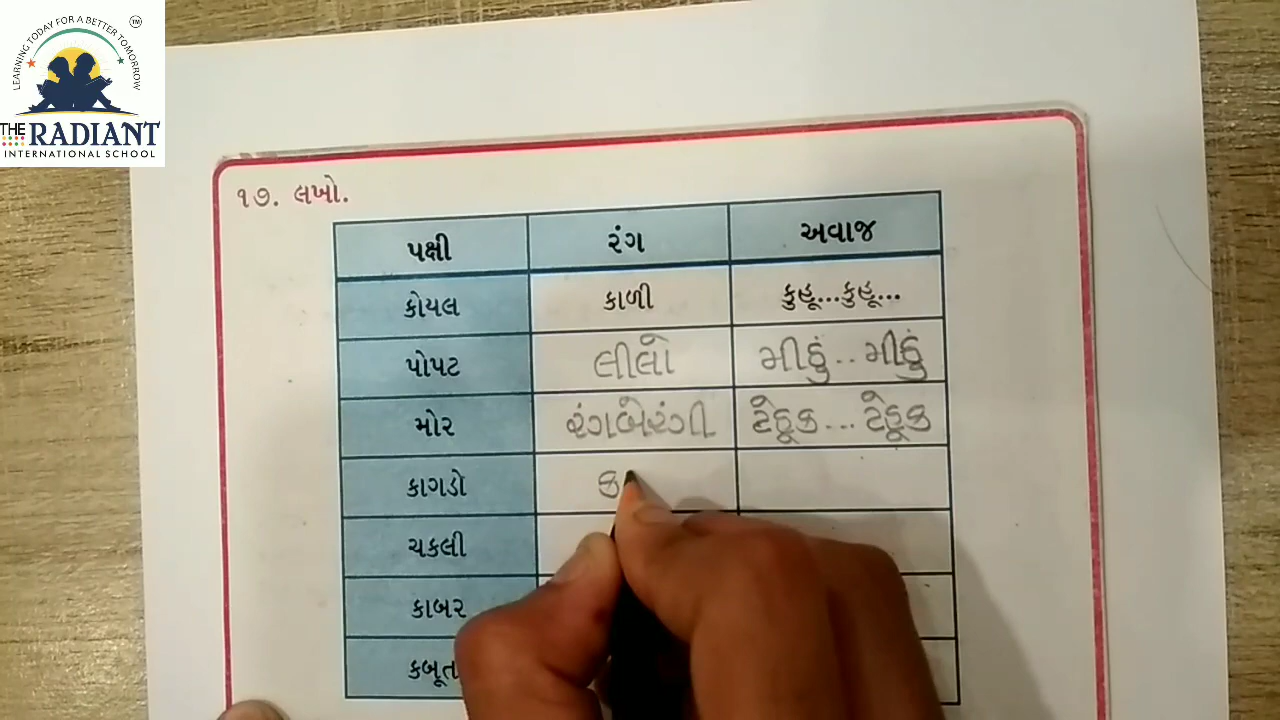 LEARNING TODAY FOR A BETTER TOMORROW
TM
THE RADIANT
INTERNATIONAL SCHOOL
૧૭. લખો.
પક્ષી રંગ અવાજ
કોયલ કાળી કુહૂ...કુહૂ...
પોપટ લીલો મીઠું .. મીઠું
મોર રંગબેરંગી ટેહૂક ... ટેહૂક
કાગડો ક
ચકલી
કાબર